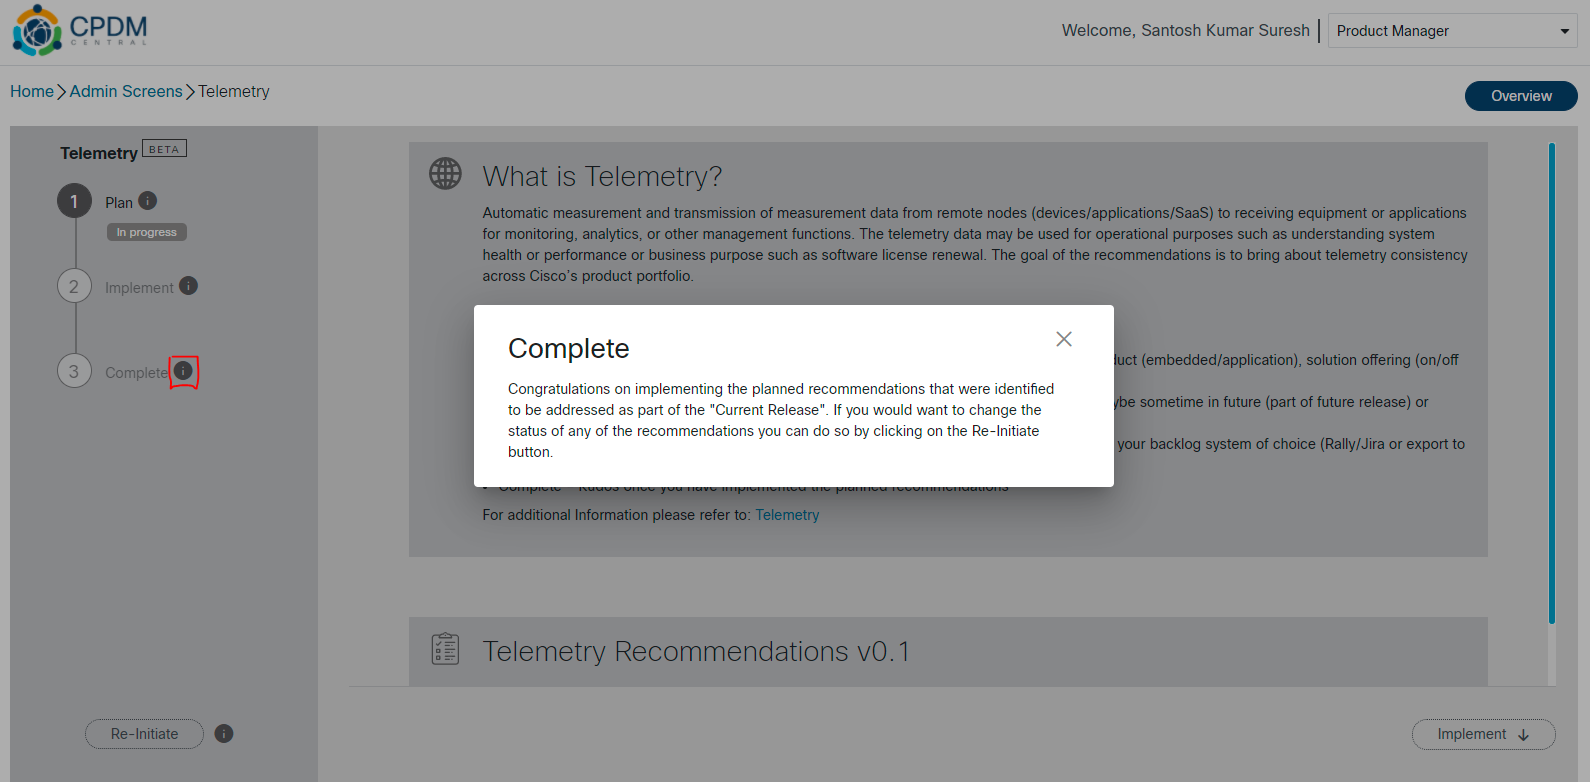 CPDM
CENTRAL
Welcome, Santosh Kumar Suresh
Product Manager
Home
Admin Screens
Telemetry
Overview
Telemetry
BETA
1
Plan
i
In progress
2
Implement
i
3
Complete
i
What is Telemetry?
Automatic measurement and transmission of measurement data from remote nodes (devices/applications/SaaS) to receiving equipment or applications
for monitoring, analytics, or other management functions. The telemetry data may be used for operational purposes such as understanding system
health or performance or business purpose such as software license renewal. The goal of the recommendations is to bring about telemetry consistency
across Cisco's product portfolio.
(embedded/application), solution offering (on/off
sometime in future (part of future release) or
your backlog system of choice (Rally/Jira or export to
Complete
Congratulations on implementing the planned recommendations that were identified
to be addressed as part of the "Current Release". If you would want to change the
status of any of the recommendations you can do so by clicking on the Re-Initiate
button.
Complete - Kudos once you have implemented the planned recommendations
For additional Information please refer to: Telemetry
Telemetry Recommendations v0.1
Re-Initiate
i
Implement